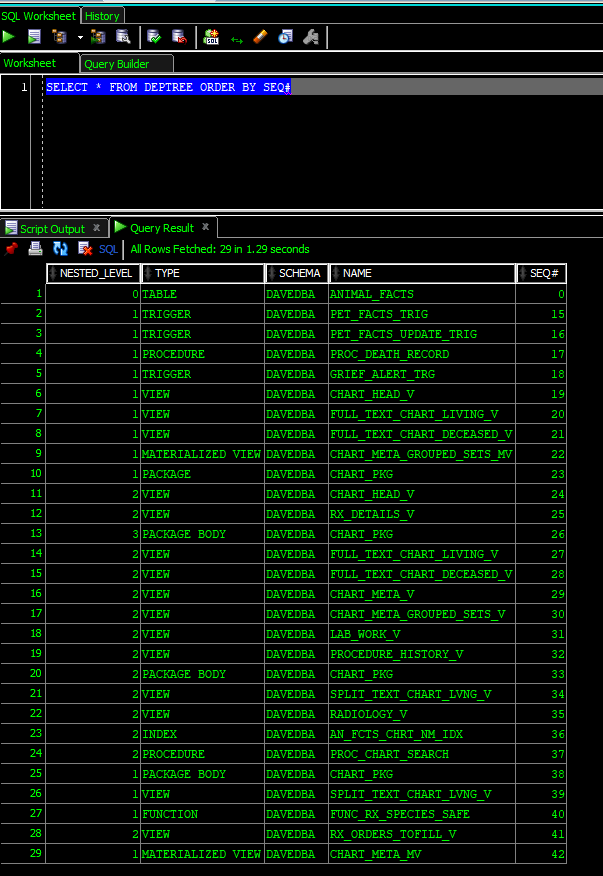 SQL Worksheet History
Worksheet Query Builder
1 SELECT * FROM DEPTREE ORDER BY SEQ#
Script Output Query Result
SQL All Rows Fetched: 29 in 1.29 seconds
NESTED_LEVEL TYPE SCHEMA NAME SEQ#
1 0 TABLE DAVEDBA ANIMAL_FACTS 0
2 1 TRIGGER DAVEDBA PET_FACTS_TRIG 15
3 1 TRIGGER DAVEDBA PET_FACTS_UPDATE_TRIG 16
4 1 PROCEDURE DAVEDBA PROC_DEATH_RECORD 17
5 1 TRIGGER DAVEDBA GRIEF_ALERT_TRG 18
6 1 VIEW DAVEDBA CHART_HEAD_V 19
7 1 VIEW DAVEDBA FULL_TEXT_CHART_LIVING_V 20
8 1 VIEW DAVEDBA FULL_TEXT_CHART_DECEASED_V 21
9 1 MATERIALIZED VIEW DAVEDBA CHART_META_GROUPED_SETS_MV 22
10 1 PACKAGE DAVEDBA CHART_PKG 23
11 2 VIEW DAVEDBA CHART_HEAD_V 24
12 2 VIEW DAVEDBA RX_DETAILS_V 25
13 3 PACKAGE BODY DAVEDBA CHART_PKG 26
14 2 VIEW DAVEDBA FULL_TEXT_CHART_LIVING_V 27
15 2 VIEW DAVEDBA FULL_TEXT_CHART_DECEASED_V 28
16 2 VIEW DAVEDBA CHART_META_V 29
17 2 VIEW DAVEDBA CHART_META_GROUPED_SETS_V 30
18 2 VIEW DAVEDBA LAB_WORK_V 31
19 2 VIEW DAVEDBA PROCEDURE_HISTORY_V 32
20 2 PACKAGE BODY DAVEDBA CHART_PKG 33
21 2 VIEW DAVEDBA SPLIT_TEXT_CHART_LVNG_V 34
22 2 VIEW DAVEDBA RADIOLOGY_V 35
23 2 INDEX DAVEDBA AN_FCTS_CHRT_NM_IDX 36
24 2 PROCEDURE DAVEDBA PROC_CHART_SEARCH 37
25 1 PACKAGE BODY DAVEDBA CHART_PKG 38
26 1 VIEW DAVEDBA SPLIT_TEXT_CHART_LVNG_V 39
27 1 FUNCTION DAVEDBA FUNC_RX_SPECIES_SAFE 40
28 2 VIEW DAVEDBA RX_ORDERS_TOFILL_V 41
29 1 MATERIALIZED VIEW DAVEDBA CHART_META_MV 42